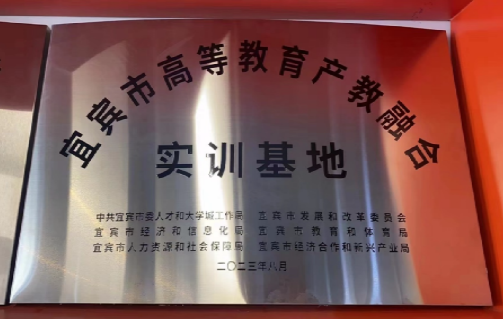 宜宾市高等教育产教融合
实训基地
中共宜宾市委人才和大学城工作局 宜宾市发展和改革委员会
宜宾市经济和信息化局 宜宾市教育和体育局
宜宾市人力资源和社会保障局 宜宾市经济合作和新兴产业局
二〇二三年八月